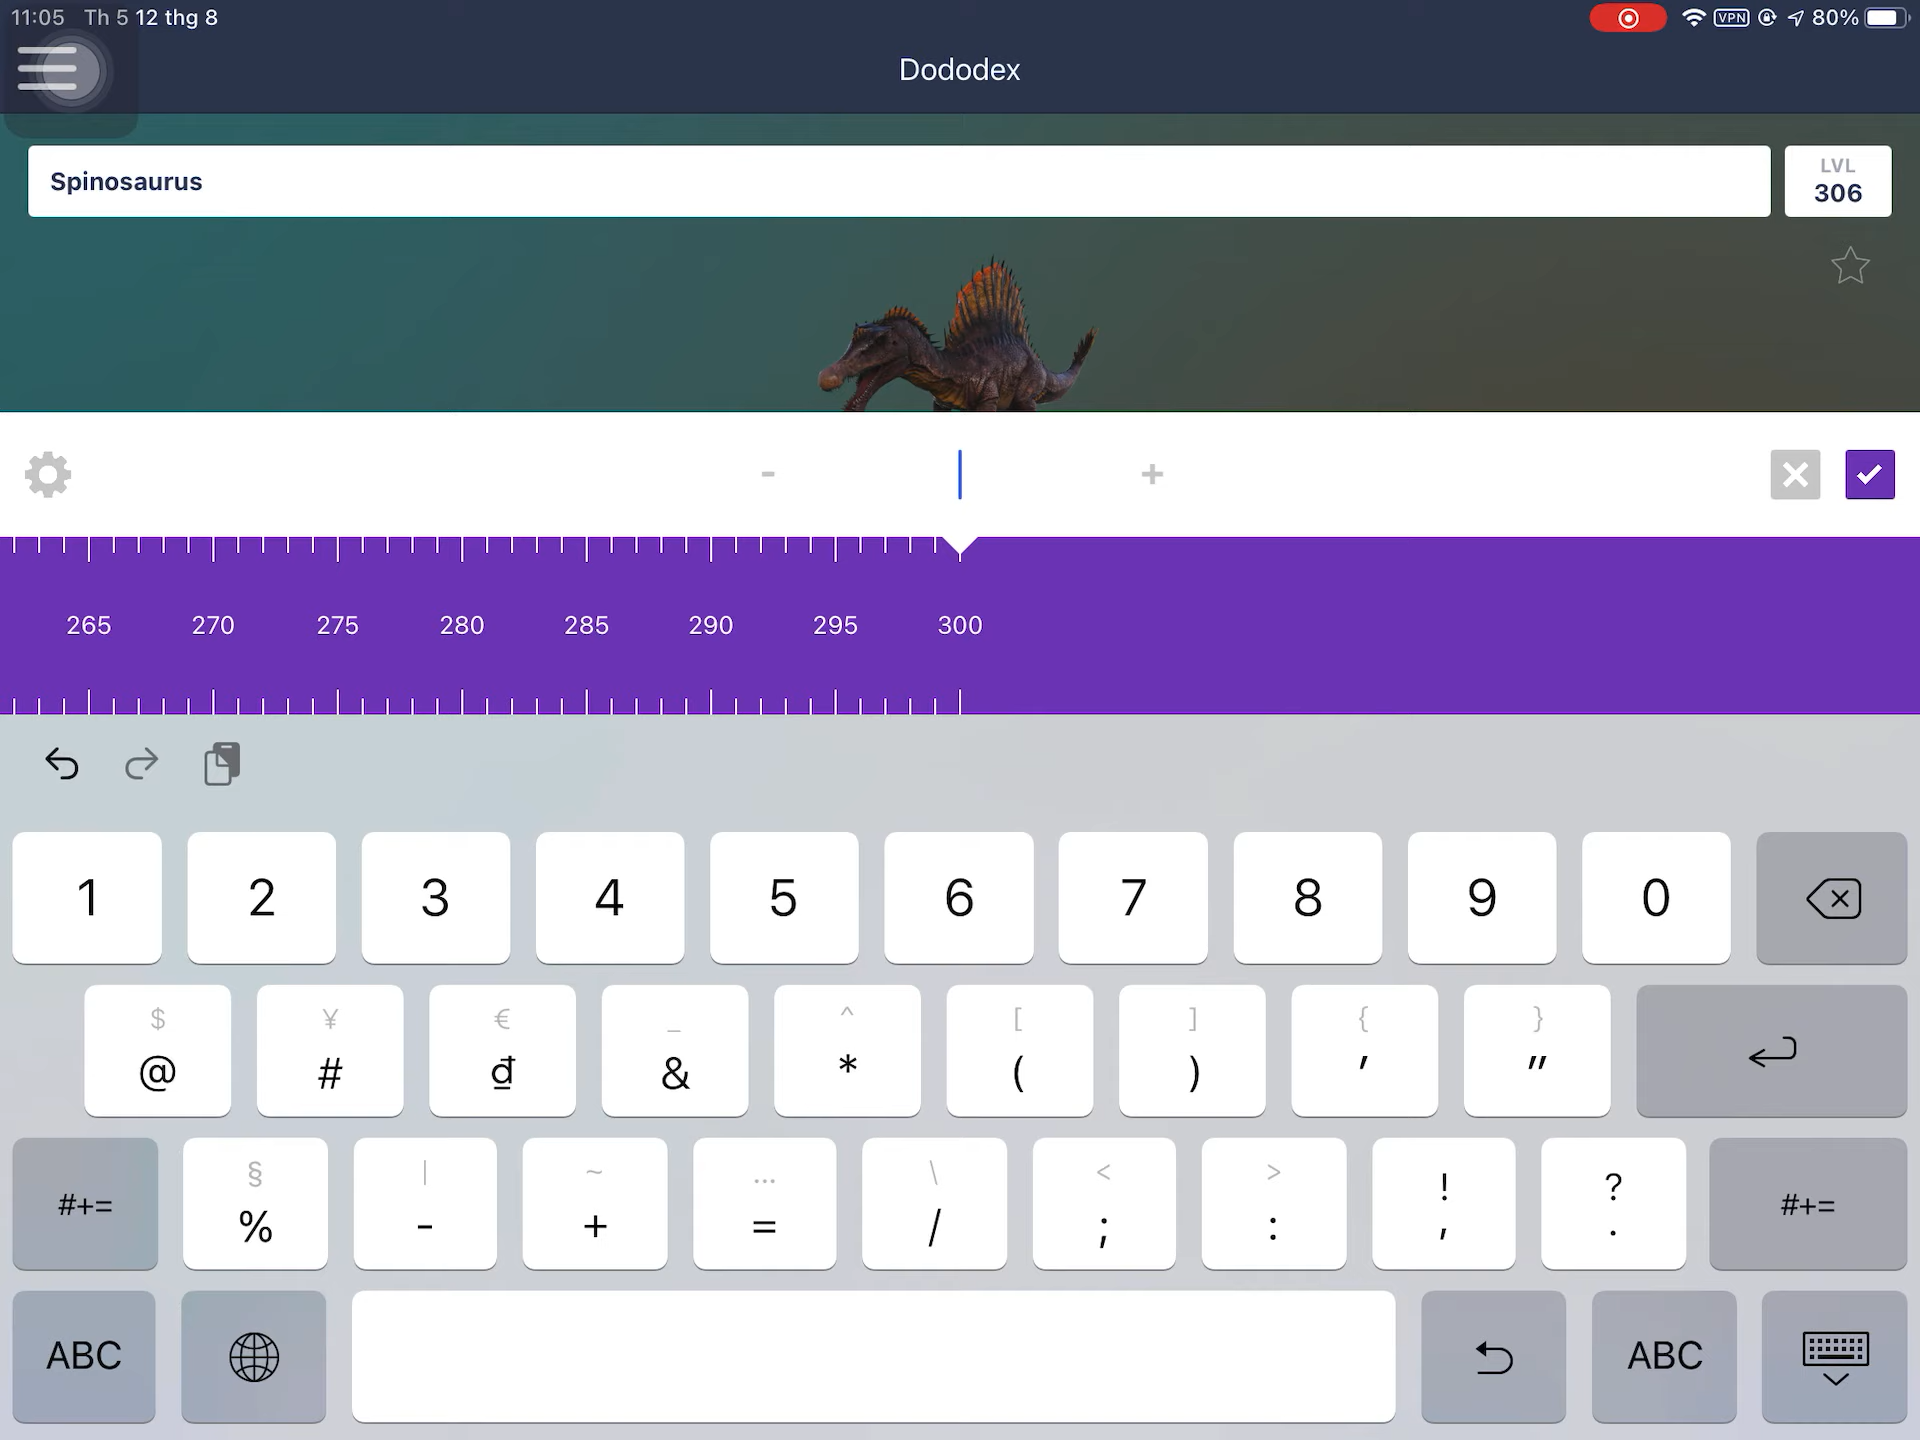 11:05 Th 5 12 thg 8
VPN 80%
Dododex
Spinosaurus
LVL
306
- +
265 270 275 280 285 290 295 300
1 2 3 4 5 6 7 8 9 0
$ ¥ € _ ^ [ ] { }
@ # ₫ & * ( ) ' "
§ | ~ … \ < > ! ?
#+= % - + = / ; : , . #+=
ABC ABC